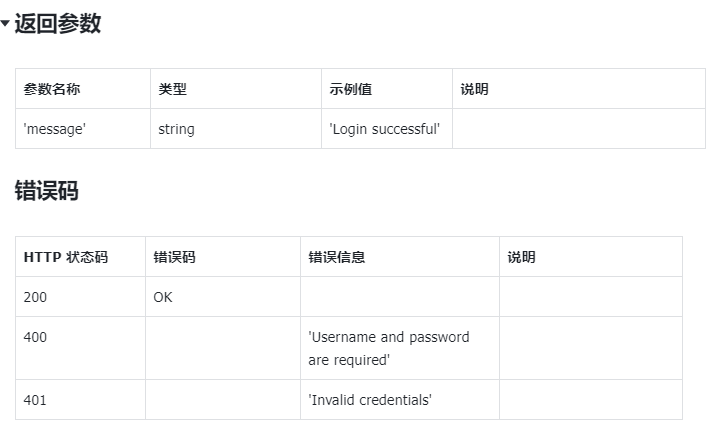 返回参数
参数名称 类型 示例值 说明
'message' string 'Login successful'
错误码
HTTP 状态码 错误码 错误信息 说明
200 OK
400 'Username and password
are required'
401 'Invalid credentials'